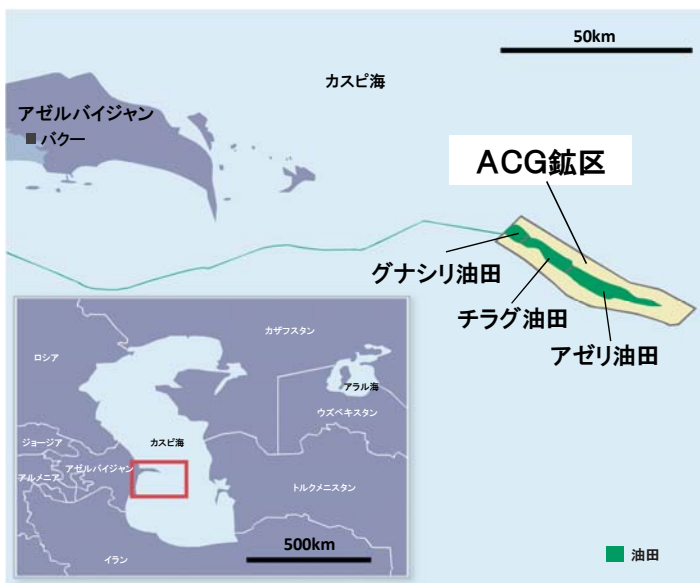 50km
カスピ海
アゼルバイジャン
バクー
ACG鉱区
グナシリ油田
チラグ油田
アゼリ油田
カザフスタン
ロシア
アラル海
ウズベキスタン
ジョージア
カスピ海
アゼルバイジャン
アルメニア
トルクメニスタン
500km
イラン
油田